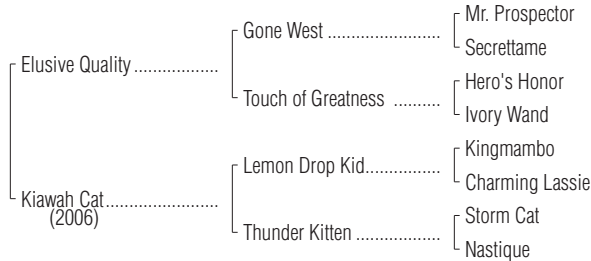 Mr. Prospector
Gone West ........................
Secrettame
Elusive Quality ..................
Hero's Honor
Touch of Greatness ..........
Ivory Wand
Kingmambo
Lemon Drop Kid................
Charming Lassie
Kiawah Cat........................
(2006)
Storm Cat
Thunder Kitten ..................
Nastique